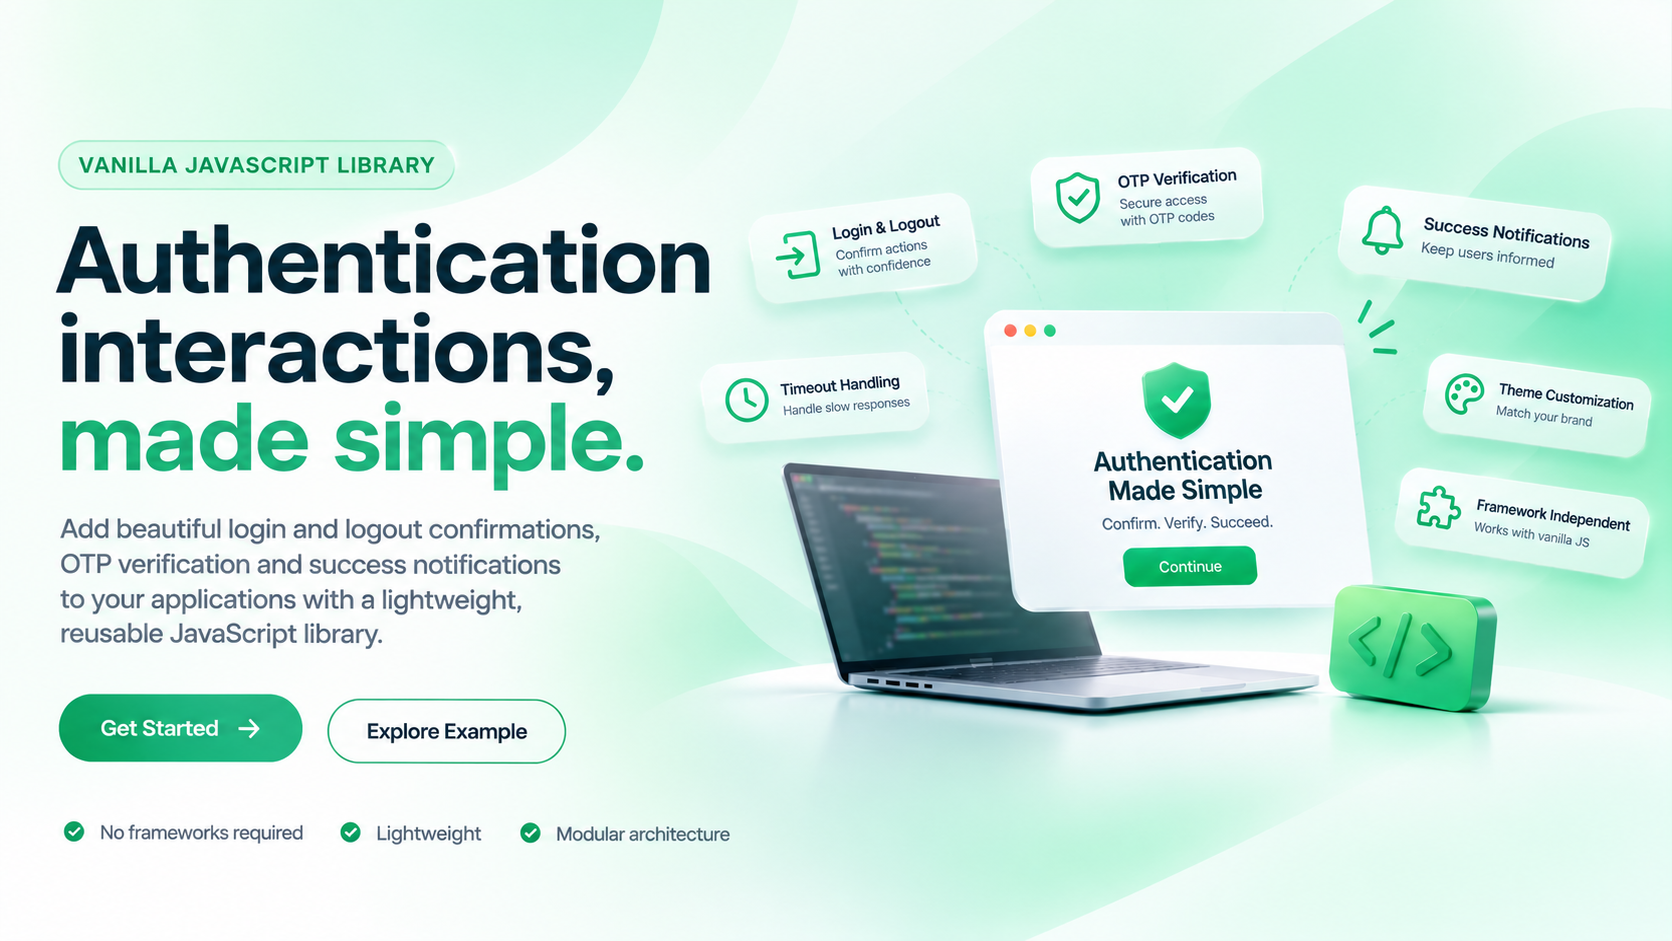 VANILLA JAVASCRIPT LIBRARY
Authentication
interactions,
made simple.
Add beautiful login and logout confirmations,
OTP verification and success notifications
to your applications with a lightweight,
reusable JavaScript library.
Get Started
Explore Example
No frameworks required
Lightweight
Modular architecture
Login & Logout
Confirm actions
with confidence
OTP Verification
Secure access
with OTP codes
Success Notifications
Keep users informed
Timeout Handling
Handle slow responses
Theme Customization
Match your brand
Framework Independent
Works with vanilla JS
Authentication
Made Simple
Confirm. Verify. Succeed.
Continue
</>